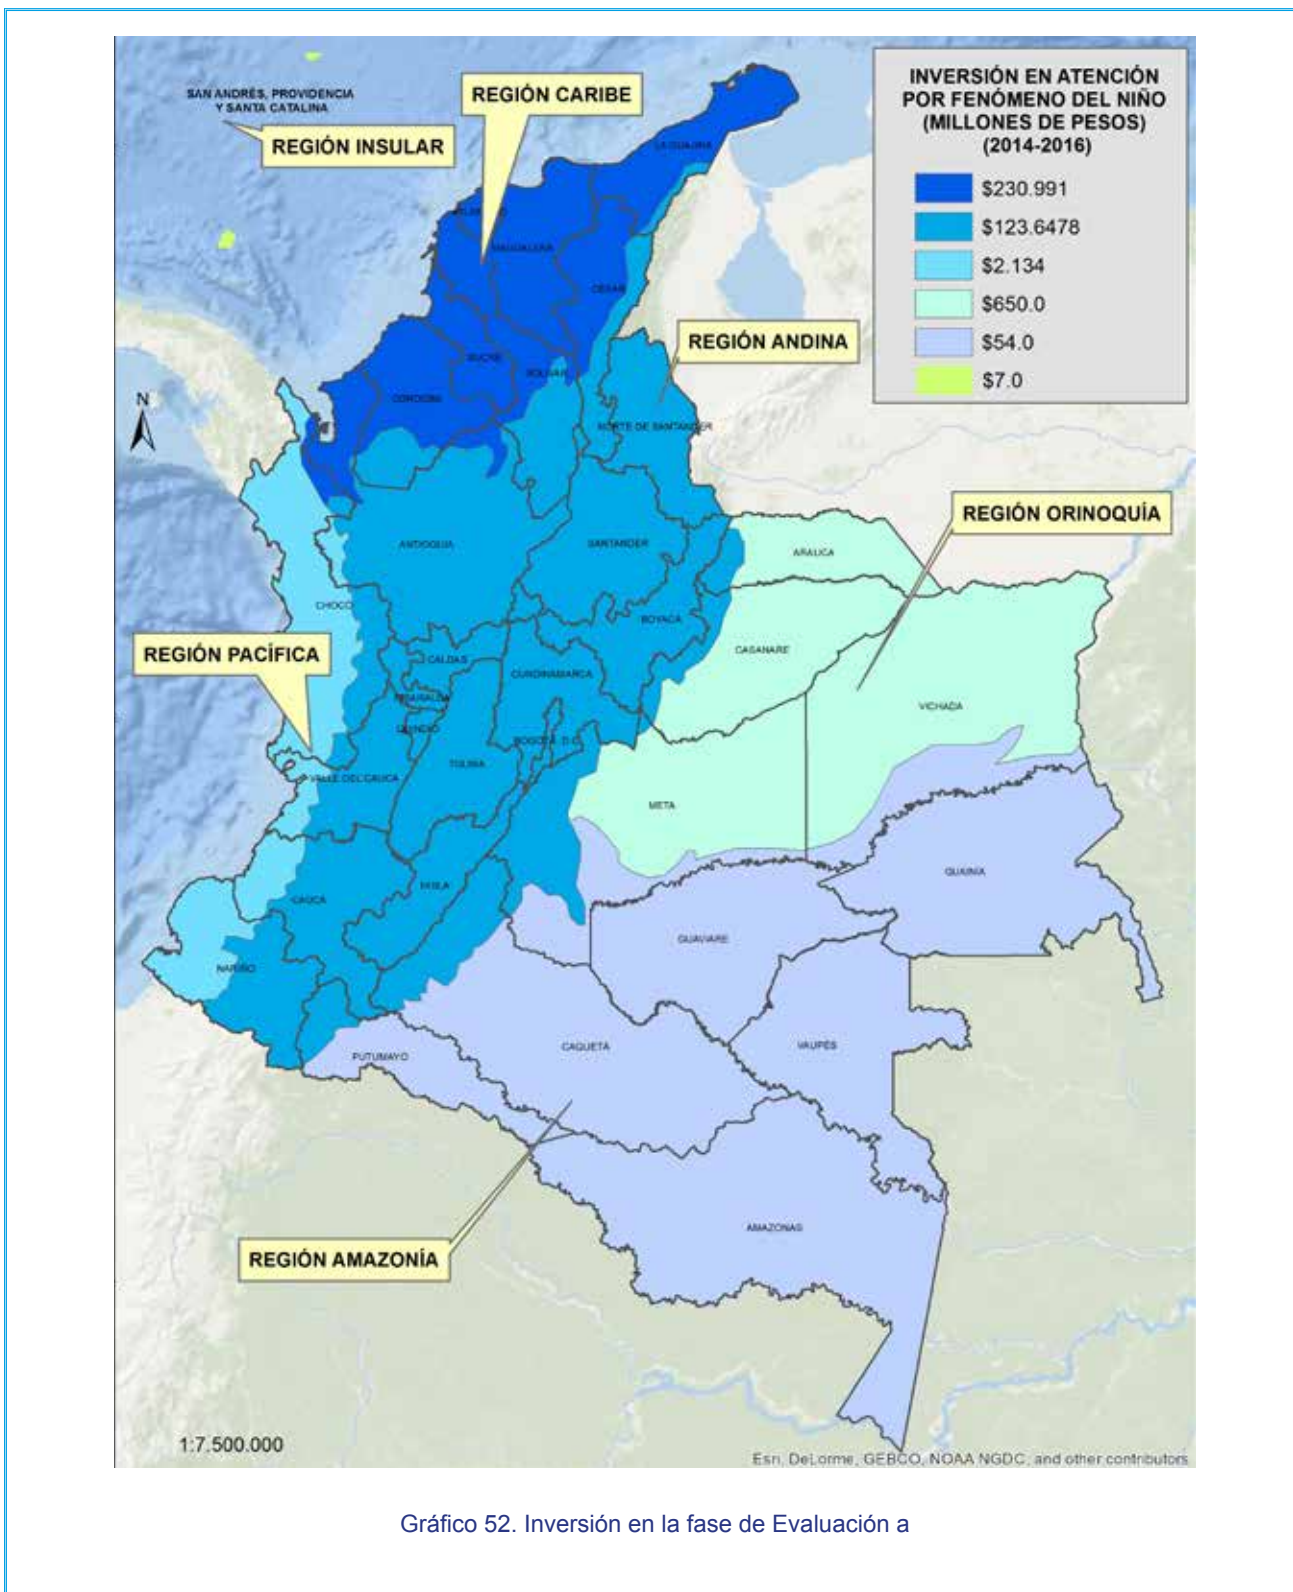 SAN ANDRÉS, PROVIDENCIA
Y SANTA CATALINA
REGIÓN INSULAR
REGIÓN CARIBE
INVERSIÓN EN ATENCIÓN
POR FENÓMENO DEL NIÑO
(MILLONES DE PESOS)
(2014-2016)
$230.991
$123.6478
$2.134
$650.0
$54.0
$7.0
LA GUAJIRA
MAGDALENA
CESAR
SUCRE
BOLIVAR
CORDOBA
REGIÓN ANDINA
N
NORTE DE SANTANDER
REGIÓN ORINOQUÍA
ANTIOQUIA
SANTANDER
ARAUCA
CHOCO
BOYACA
REGIÓN PACÍFICA
CALDAS
CUNDINAMARCA
CASANARE
RISARALDA
VICHADA
QUINDIO
BOGOTÁ, D.C.
TOLIMA
VALLE DEL CAUCA
META
HUILA
CAUCA
GUAINÍA
GUAVIARE
NARIÑO
CAQUETA
VAUPÉS
PUTUMAYO
AMAZONAS
REGIÓN AMAZONÍA
1:7.500.000
Esri, DeLorme, GEBCO, NOAA NGDC, and other contributors
Gráfico 52. Inversión en la fase de Evaluación a